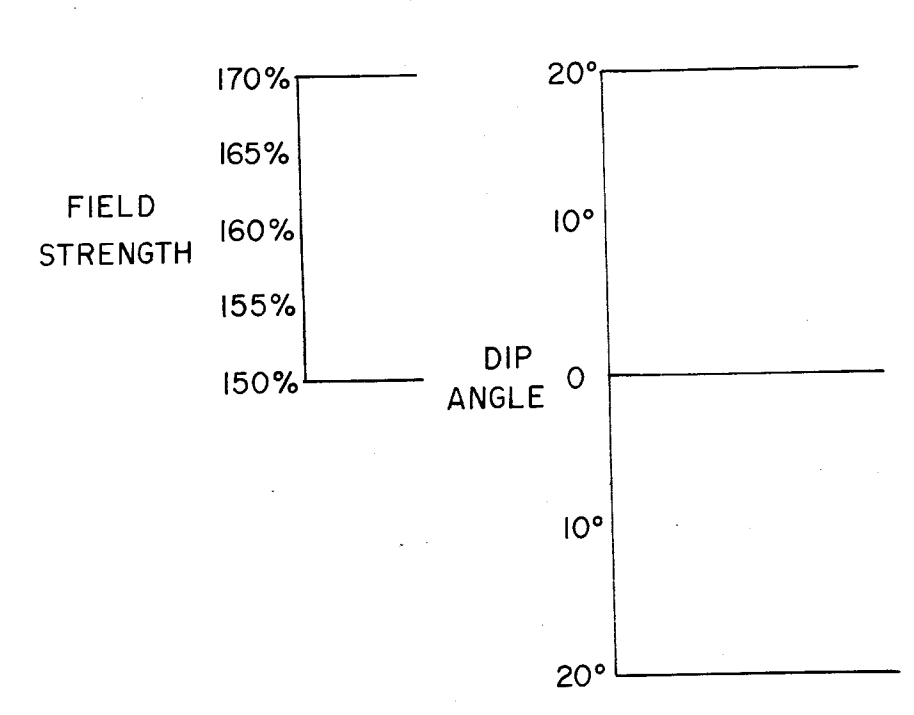 170%
165%
FIELD
STRENGTH
160%
155%
150%
20°
10°
DIP
ANGLE
0
10°
20°